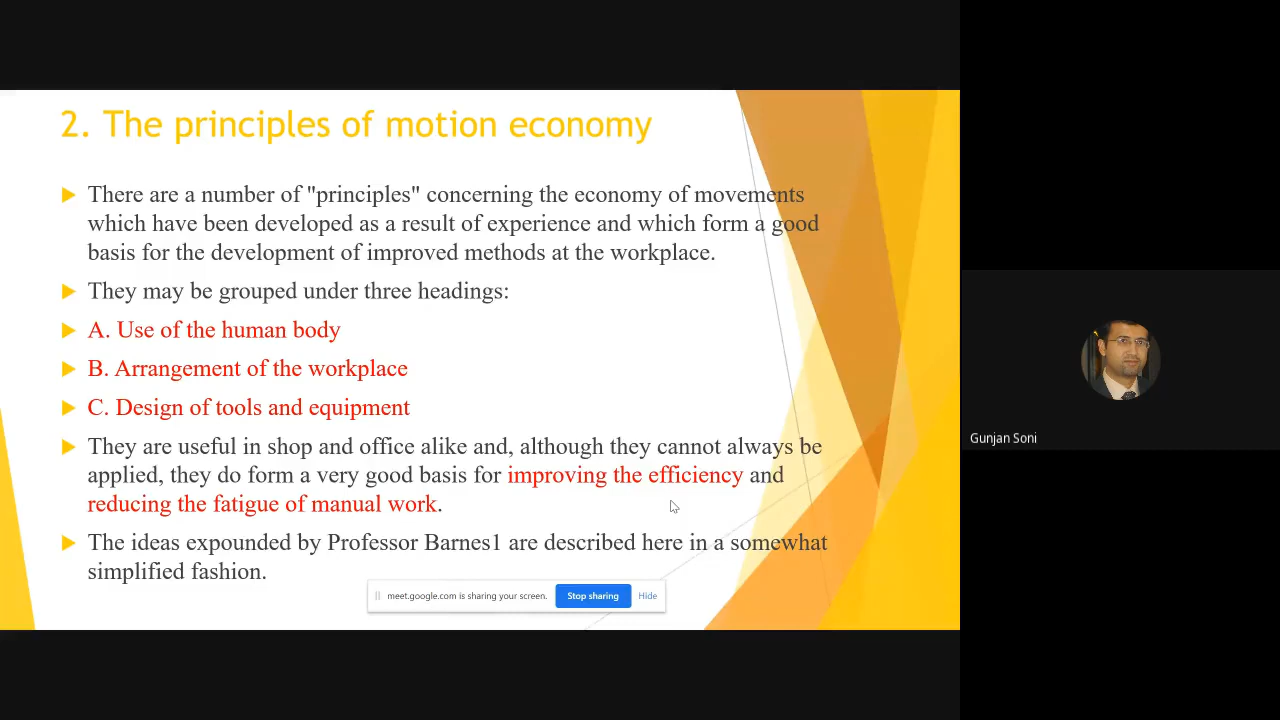 2. The principles of motion economy
There are a number of "principles" concerning the economy of movements
which have been developed as a result of experience and which form a good
basis for the development of improved methods at the workplace.
They may be grouped under three headings:
A. Use of the human body
B. Arrangement of the workplace
C. Design of tools and equipment
They are useful in shop and office alike and, although they cannot always be
applied, they do form a very good basis for improving the efficiency and
reducing the fatigue of manual work.
The ideas expounded by Professor Barnes1 are described here in a somewhat
simplified fashion.
meet.google.com is sharing your screen. Stop sharing Hide
Gunjan Soni